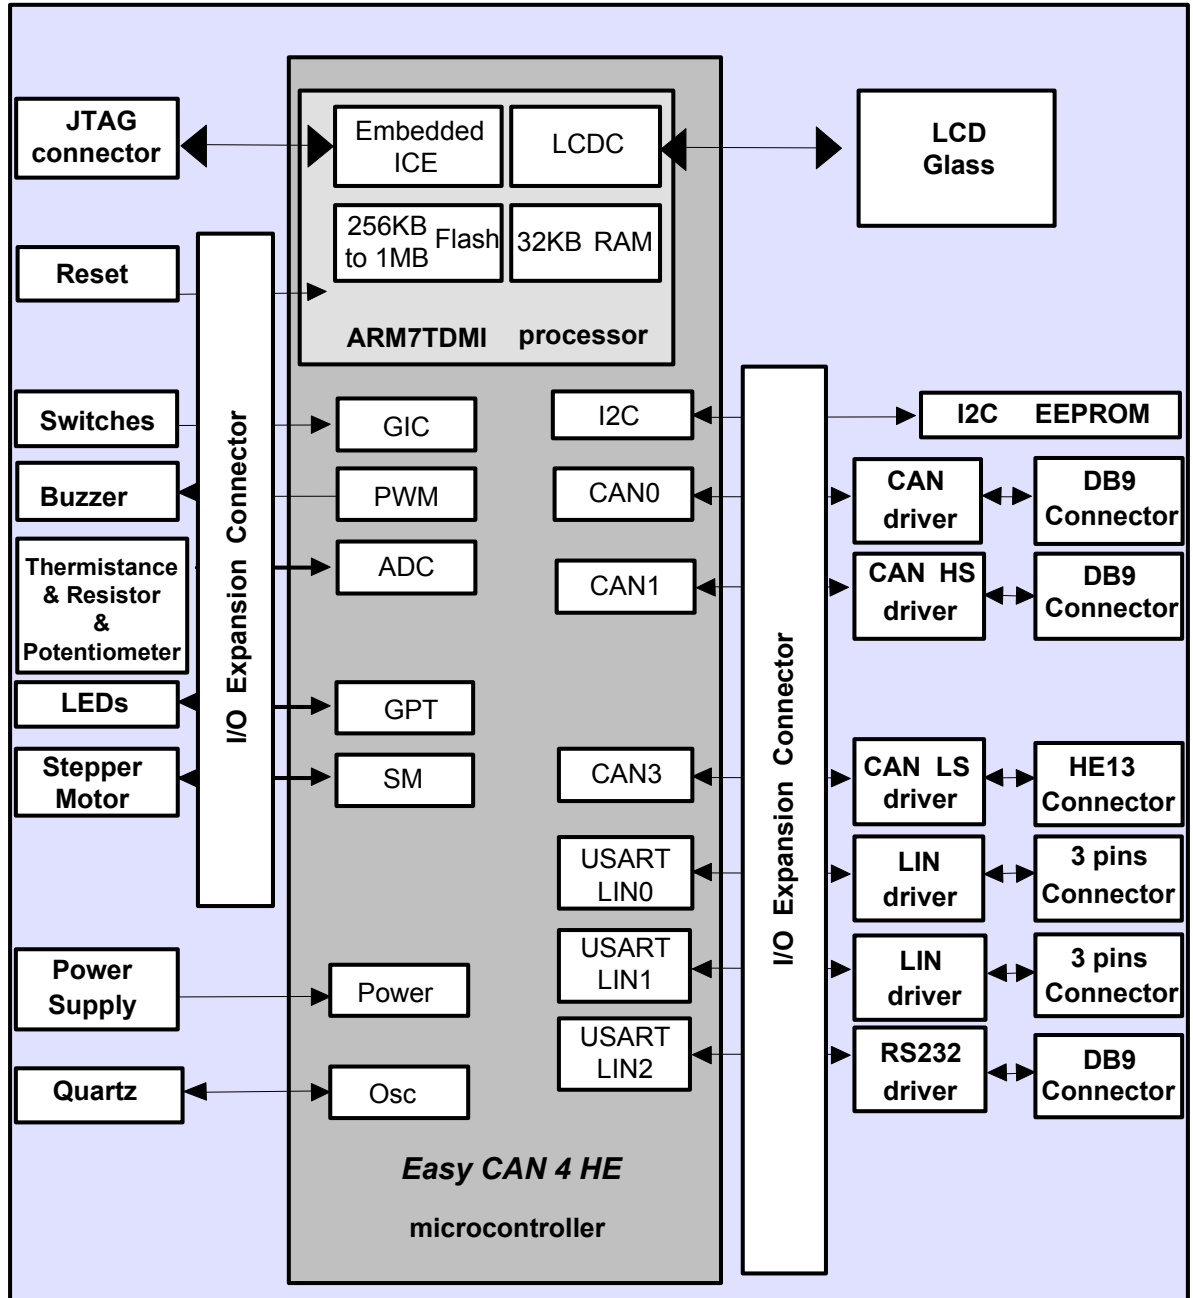 JTAG
connector
Embedded
ICE
LCDC
LCD
Glass
256KB
to 1MB
Flash
32KB RAM
Reset
ARM7TDMI processor
Switches
GIC
I2C
I2C EEPROM
Buzzer
PWM
CAN0
CAN
driver
DB9
Connector
Thermistance
& Resistor
&
Potentiometer
ADC
CAN1
CAN HS
driver
DB9
Connector
I/O Expansion Connector
I/O Expansion Connector
LEDs
GPT
Stepper
Motor
SM
CAN3
CAN LS
driver
HE13
Connector
USART
LIN0
LIN
driver
3 pins
Connector
Power
Supply
Power
USART
LIN1
LIN
driver
3 pins
Connector
Quartz
Osc
USART
LIN2
RS232
driver
DB9
Connector
Easy CAN 4 HE
microcontroller